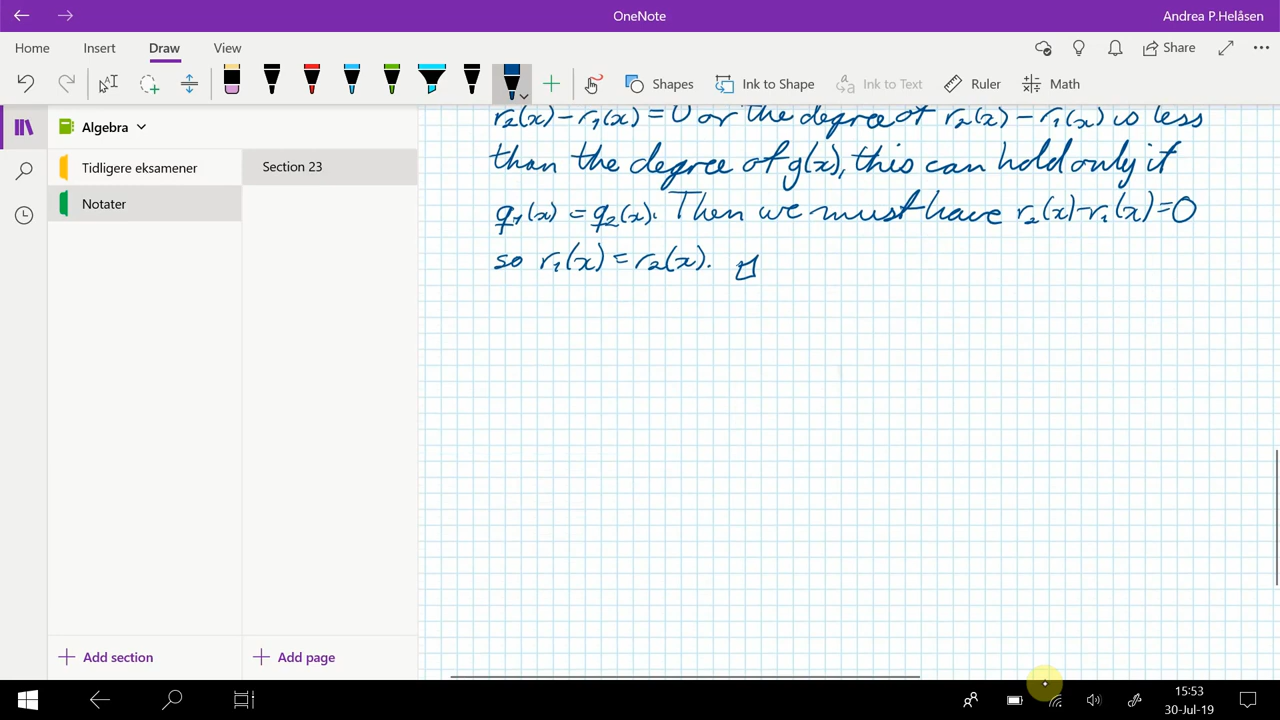 OneNote
Andrea P.Helåsen
Home Insert Draw View
Share
Shapes Ink to Shape Ink to Text Ruler Math
Algebra
Tidligere eksamener
Notater
Section 23
r₂(x) – r₁(x) = 0 or the degree of r₂(x) – r₁(x) is less
than the degree of g(x), this can hold only if
q₁(x) = q₂(x). Then we must have r₂(x)-r₁(x)=0
so r₁(x) = r₂(x).
Add section
Add page
15:53
30-Jul-19